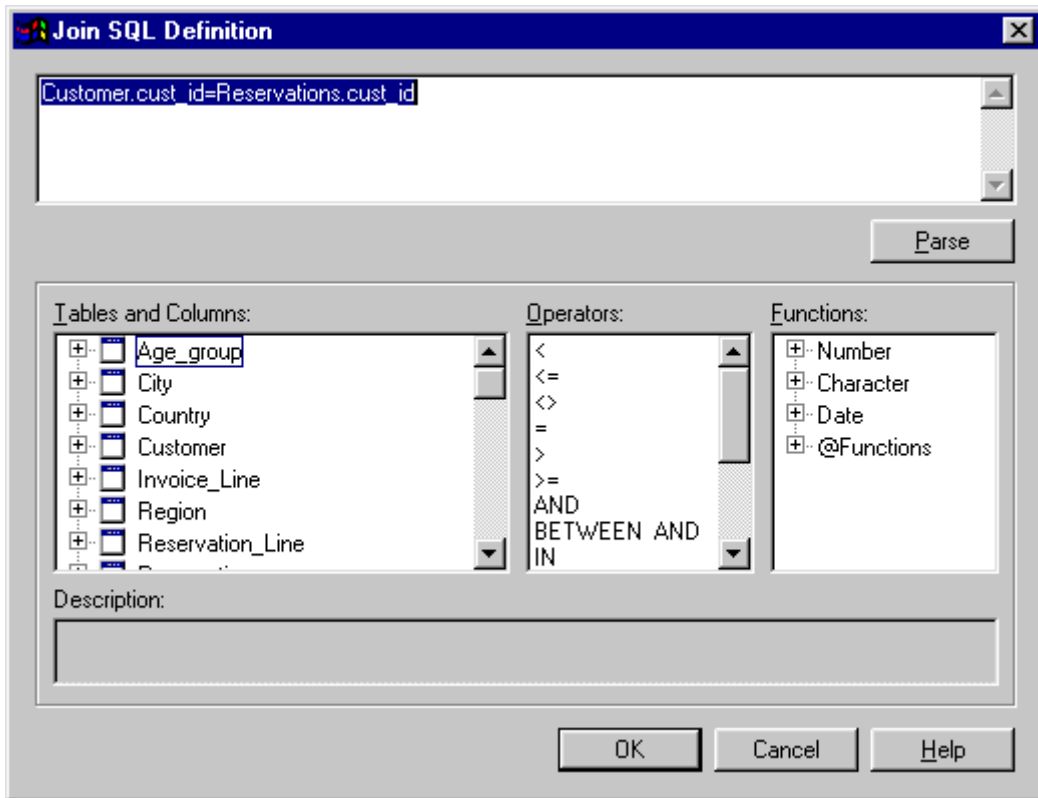 Join SQL Definition
Customer.cust_id=Reservations.cust_id
Parse
Tables and Columns:
Age_group
City
Country
Customer
Invoice_Line
Region
Reservation_Line
Operators:
<
<=
<>
=
>
>=
AND
BETWEEN AND
IN
Functions:
Number
Character
Date
@Functions
Description:
OK
Cancel
Help